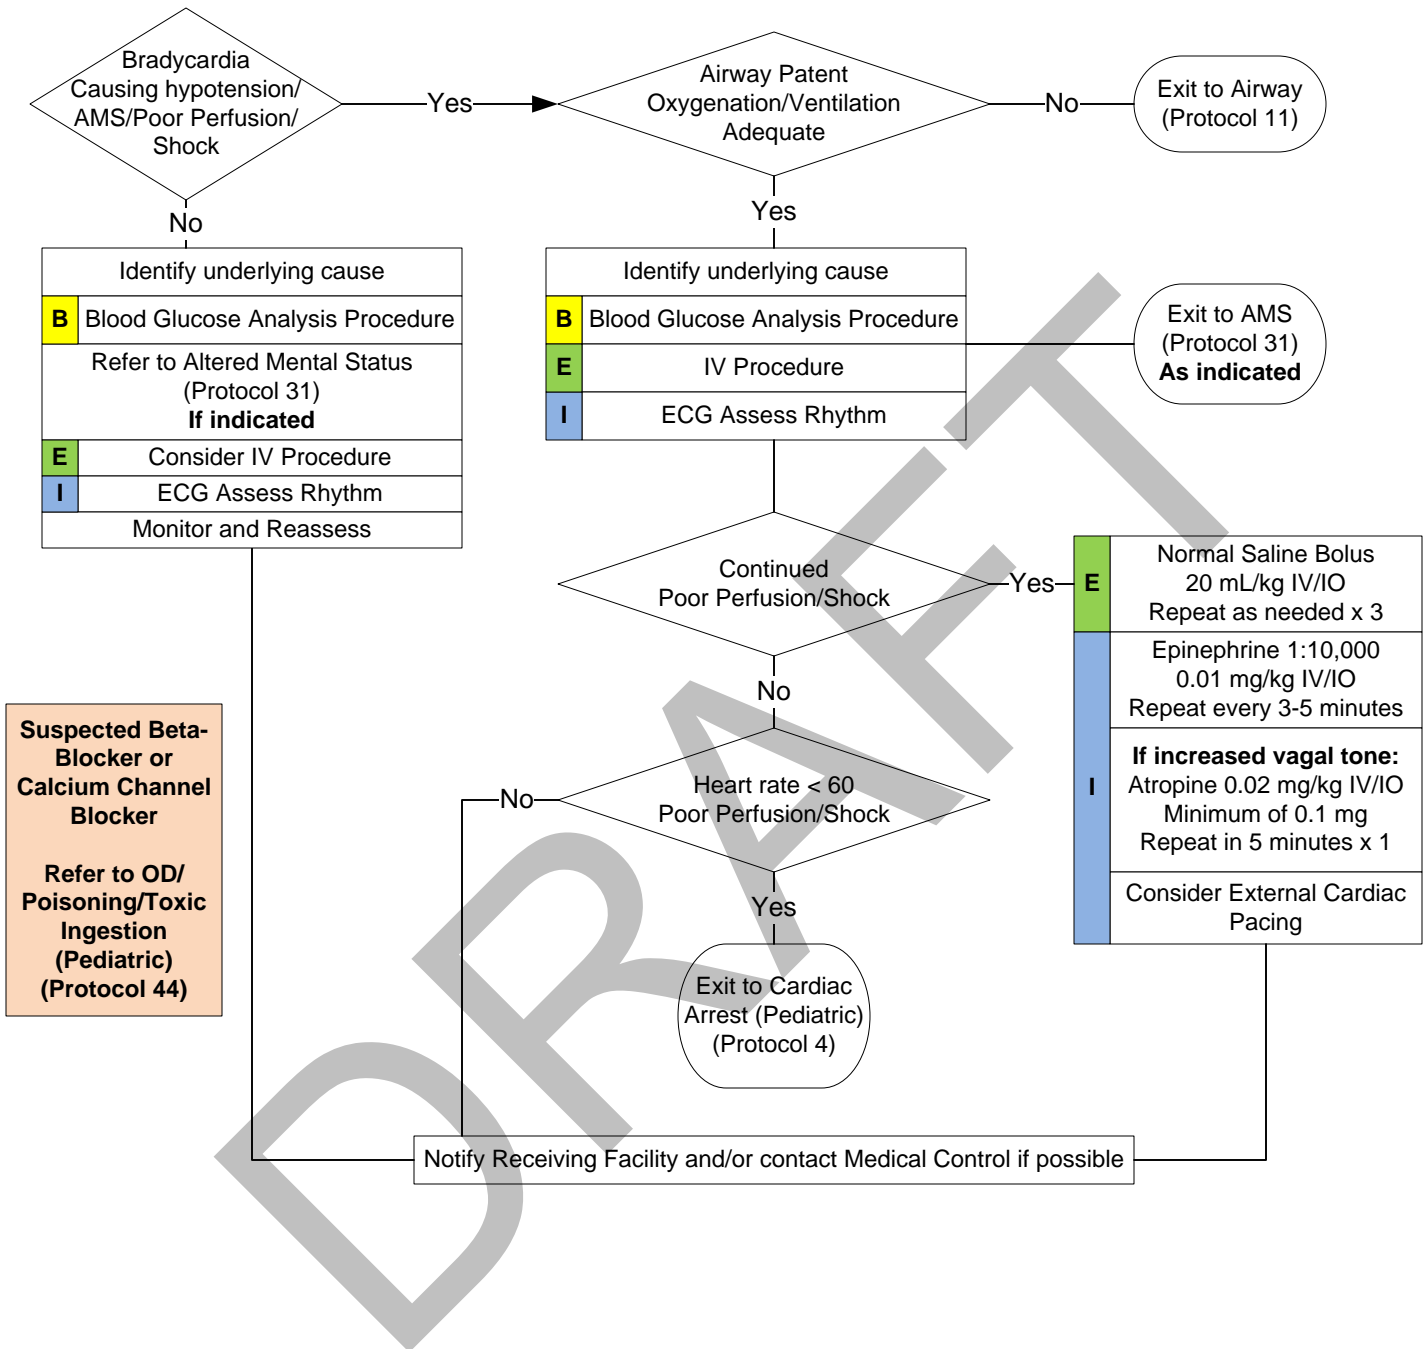 Bradycardia
Causing hypotension/
AMS/Poor Perfusion/
Shock
Yes
Airway Patent
Oxygenation/Ventilation
Adequate
No
Exit to Airway
(Protocol 11)
No
Yes
Identify underlying cause
B Blood Glucose Analysis Procedure
Refer to Altered Mental Status
(Protocol 31)
If indicated
E Consider IV Procedure
I ECG Assess Rhythm
Monitor and Reassess
Identify underlying cause
B Blood Glucose Analysis Procedure
E IV Procedure
I ECG Assess Rhythm
Exit to AMS
(Protocol 31)
As indicated
Continued
Poor Perfusion/Shock
Yes
E
Normal Saline Bolus
20 mL/kg IV/IO
Repeat as needed x 3
I
Epinephrine 1:10,000
0.01 mg/kg IV/IO
Repeat every 3-5 minutes
If increased vagal tone:
Atropine 0.02 mg/kg IV/IO
Minimum of 0.1 mg
Repeat in 5 minutes x 1
Consider External Cardiac
Pacing
No
Heart rate < 60
Poor Perfusion/Shock
No
Yes
Exit to Cardiac
Arrest (Pediatric)
(Protocol 4)
Suspected Beta-
Blocker or
Calcium Channel
Blocker
Refer to OD/
Poisoning/Toxic
Ingestion
(Pediatric)
(Protocol 44)
Notify Receiving Facility and/or contact Medical Control if possible
DRAFT